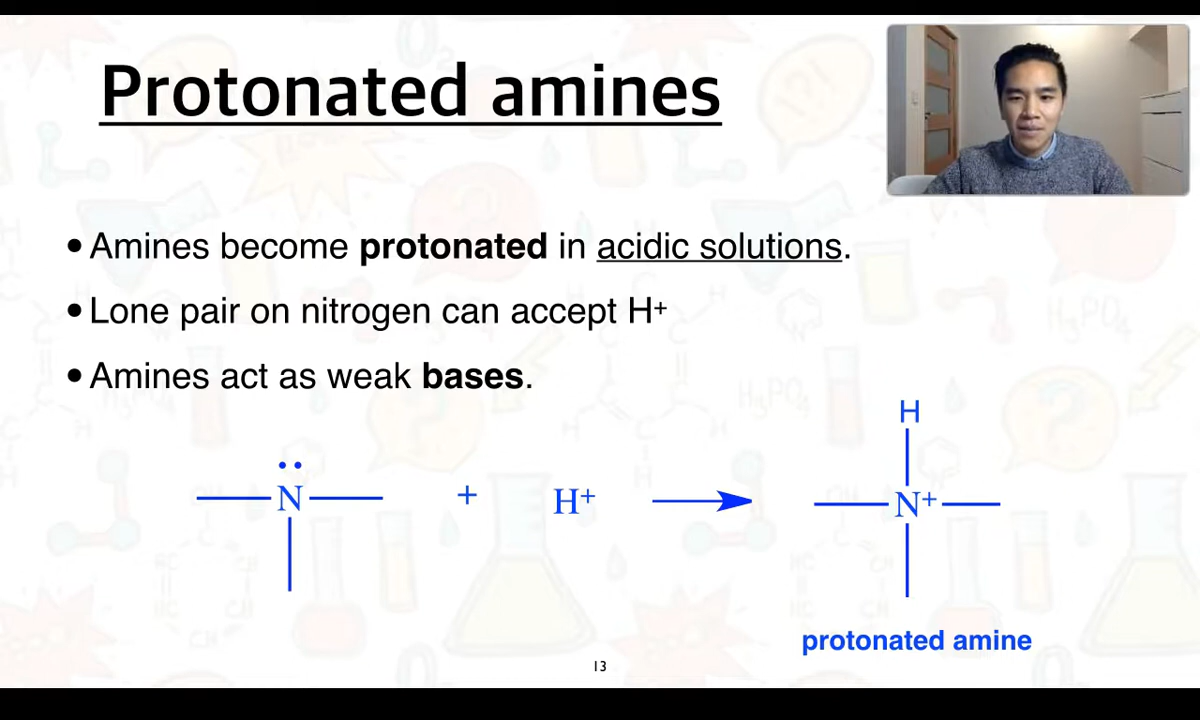 Protonated amines
• Amines become protonated in acidic solutions.
• Lone pair on nitrogen can accept H⁺
• Amines act as weak bases.
H
N + H⁺ N⁺
protonated amine
13